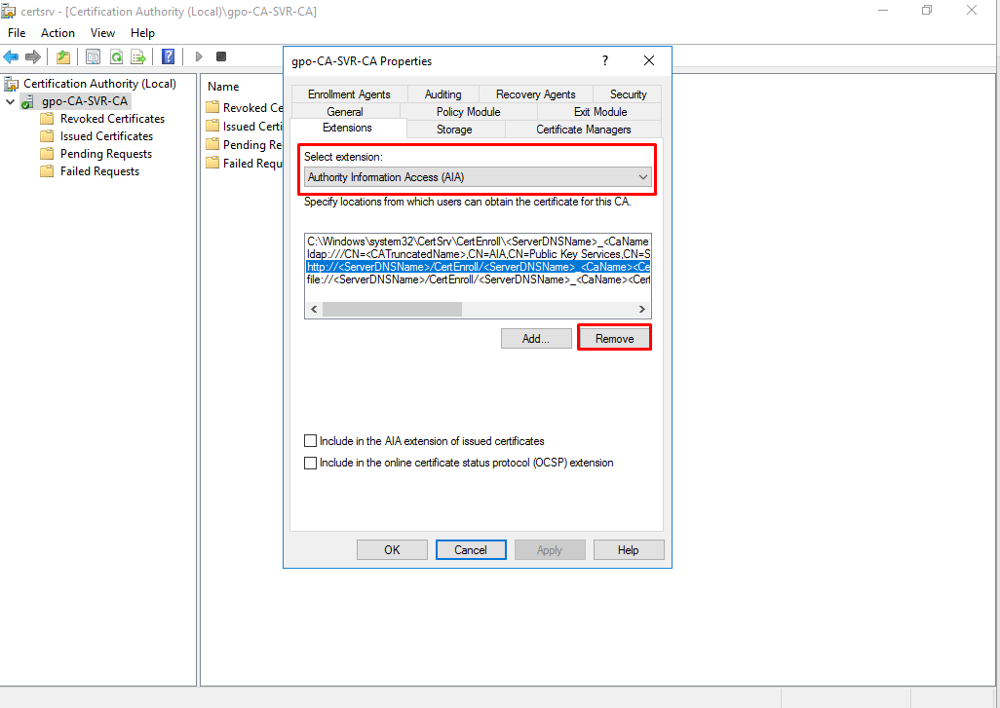 certsrv - [Certification Authority (Local)\gpo-CA-SVR-CA]
File Action View Help
Certification Authority (Local)
gpo-CA-SVR-CA
Revoked Certificates
Issued Certificates
Pending Requests
Failed Requests
Name
Revoked Ce
Issued Certi
Pending Re
Failed Requ
gpo-CA-SVR-CA Properties
Enrollment Agents Auditing Recovery Agents Security
General Policy Module Exit Module
Extensions Storage Certificate Managers
Select extension:
Authority Information Access (AIA)
Specify locations from which users can obtain the certificate for this CA.
C:\Windows\system32\CertSrv\CertEnroll\<ServerDNSName>_<CaName
ldap:///CN=<CATruncatedName>,CN=AIA,CN=Public Key Services,CN=S
http://<ServerDNSName>/CertEnroll/<ServerDNSName>_<CaName><Ce
file://<ServerDNSName>/CertEnroll/<ServerDNSName>_<CaName><Cert
Add... Remove
Include in the AIA extension of issued certificates
Include in the online certificate status protocol (OCSP) extension
OK Cancel Apply Help